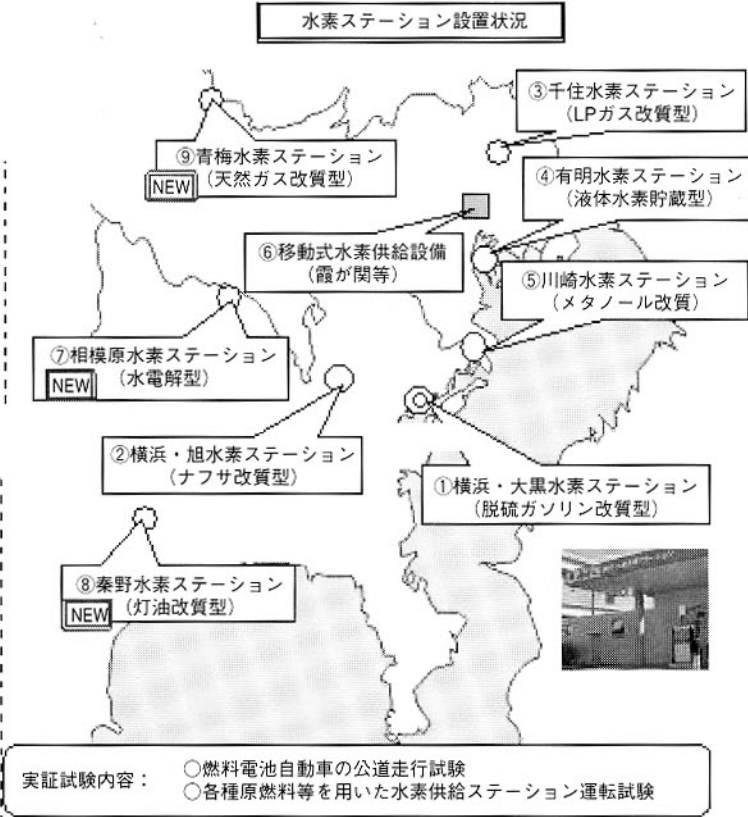 水素ステーション設置状況
③千住水素ステーション
(LPガス改質型)
⑨青梅水素ステーション
(天然ガス改質型)
NEW
④有明水素ステーション
(液体水素貯蔵型)
⑥移動式水素供給設備
(霞が関等)
⑤川崎水素ステーション
(メタノール改質)
⑦相模原水素ステーション
(水電解型)
NEW
②横浜・旭水素ステーション
(ナフサ改質型)
①横浜・大黒水素ステーション
(脱硫ガソリン改質型)
⑧秦野水素ステーション
(灯油改質型)
NEW
実証試験内容:
○燃料電池自動車の公道走行試験
○各種原燃料等を用いた水素供給ステーション運転試験